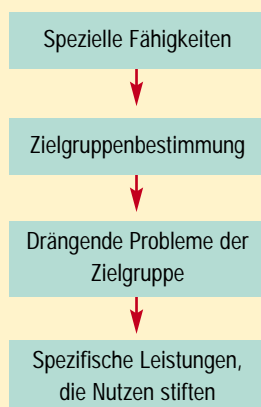 Spezielle Fähigkeiten
Zielgruppenbestimmung
Drängende Probleme der
Zielgruppe
Spezifische Leistungen,
die Nutzen stiften